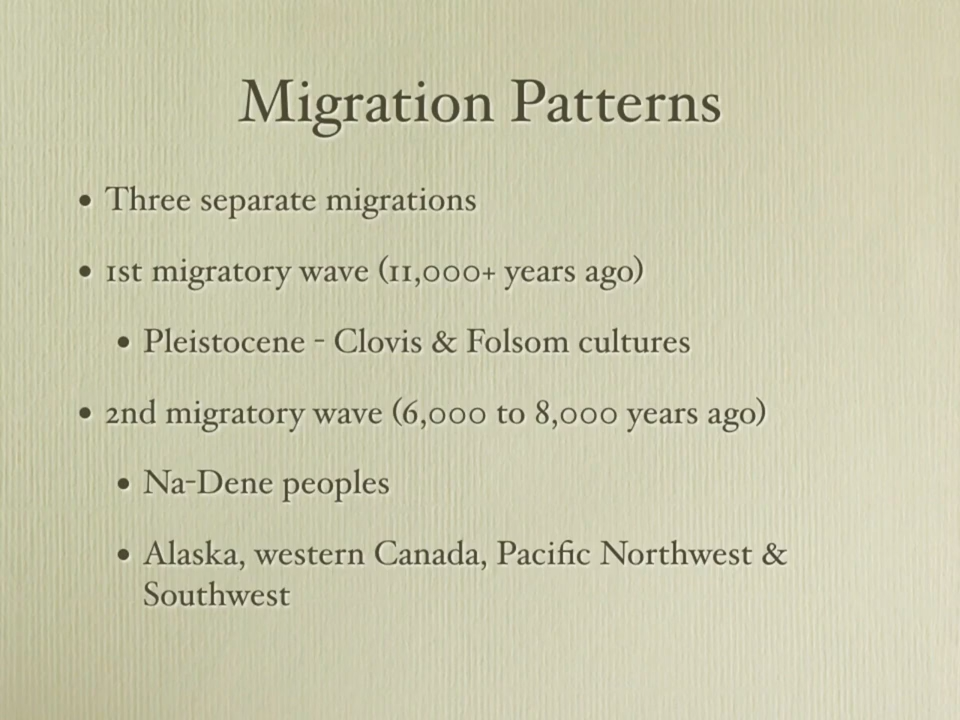 Migration Patterns
• Three separate migrations
• 1st migratory wave (11,000+ years ago)
• Pleistocene - Clovis & Folsom cultures
• 2nd migratory wave (6,000 to 8,000 years ago)
• Na-Dene peoples
• Alaska, western Canada, Pacific Northwest &
Southwest